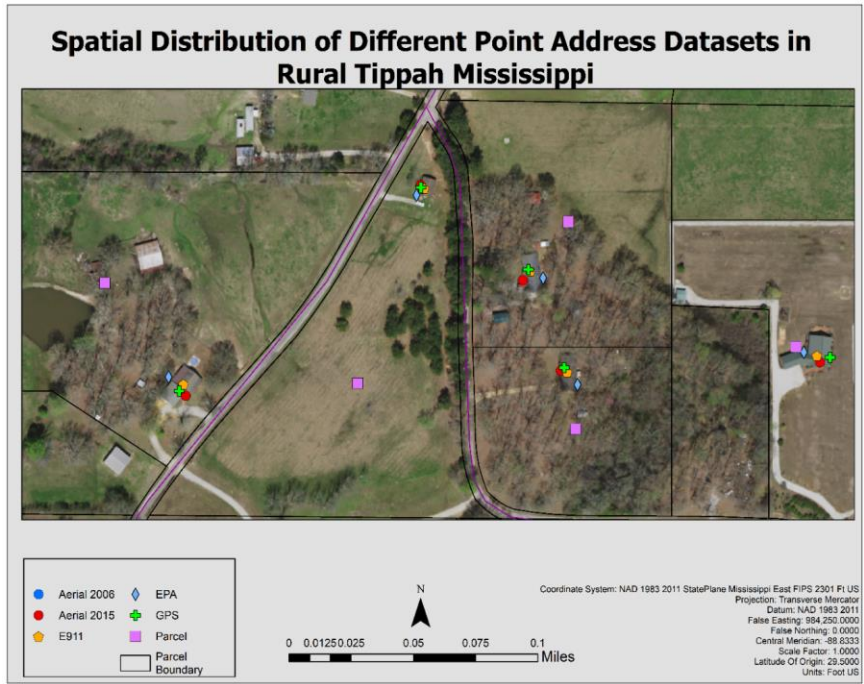 Spatial Distribution of Different Point Address Datasets in
Rural Tippah Mississippi
Aerial 2006
EPA
Aerial 2015
GPS
E911
Parcel
Parcel
Boundary
N
0 0.01250.025 0.05 0.075 0.1
Miles
Coordinate System: NAD 1983 2011 StatePlane Mississippi East FIPS 2301 Ft US
Projection: Transverse Mercator
Datum: NAD 1983 2011
False Easting: 984,250.0000
False Northing: 0.0000
Central Meridian: -88.8333
Scale Factor: 1.0000
Latitude Of Origin: 29.5000
Units: Foot US